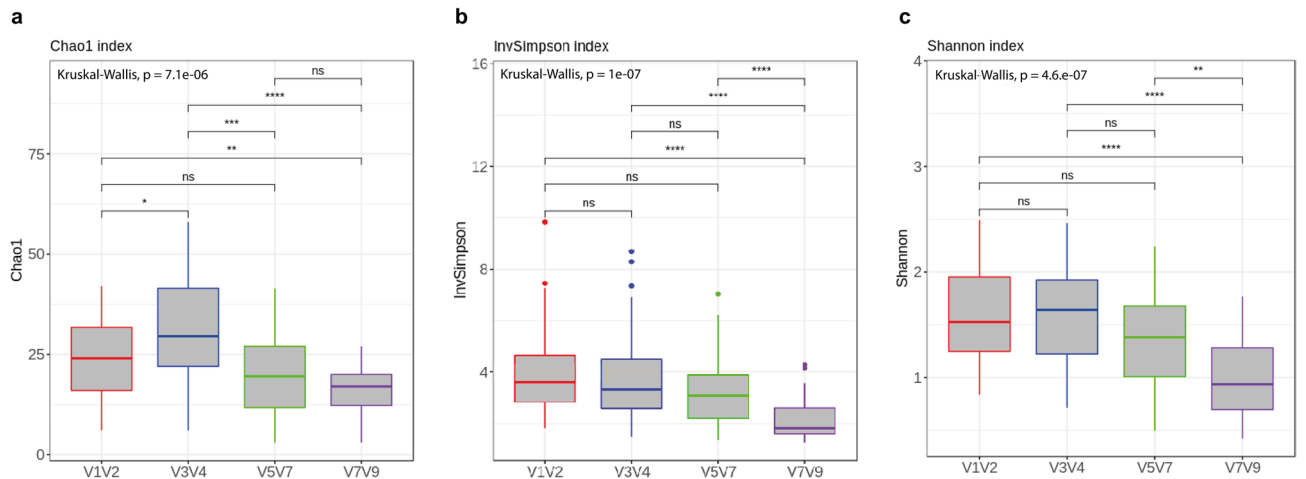 a
Chao1 index
Kruskal-Wallis, p = 7.1e-06
ns
****
***
**
ns
*
75
50
25
0
Chao1
V1V2 V3V4 V5V7 V7V9
b
InvSimpson index
Kruskal-Wallis, p = 1e-07
****
****
ns
****
ns
ns
16
12
8
4
InvSimpson
V1V2 V3V4 V5V7 V7V9
c
Shannon index
Kruskal-Wallis, p = 4.6.e-07
**
****
ns
****
ns
ns
4
3
2
1
Shannon
V1V2 V3V4 V5V7 V7V9